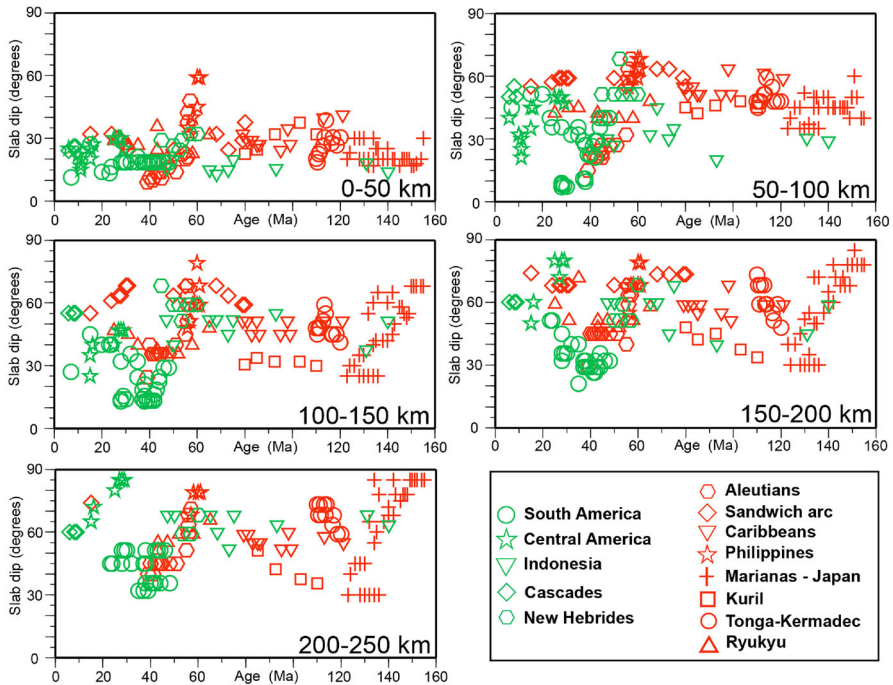 90
60
30
0
Slab dip (degrees)
0-50 km
0 20 40 60 Age (Ma) 100 120 140 160
90
60
30
0
Slab dip (degrees)
50-100 km
0 20 40 60 Age (Ma) 100 120 140 160
90
60
30
0
Slab dip (degrees)
100-150 km
0 20 40 60 Age (Ma) 100 120 140 160
90
60
30
0
Slab dip (degrees)
150-200 km
0 20 40 60 Age (Ma) 100 120 140 160
90
60
30
0
Slab dip (degrees)
200-250 km
0 20 40 60 Age (Ma) 100 120 140 160
South America
Central America
Indonesia
Cascades
New Hebrides
Aleutians
Sandwich arc
Caribbeans
Philippines
Marianas - Japan
Kuril
Tonga-Kermadec
Ryukyu